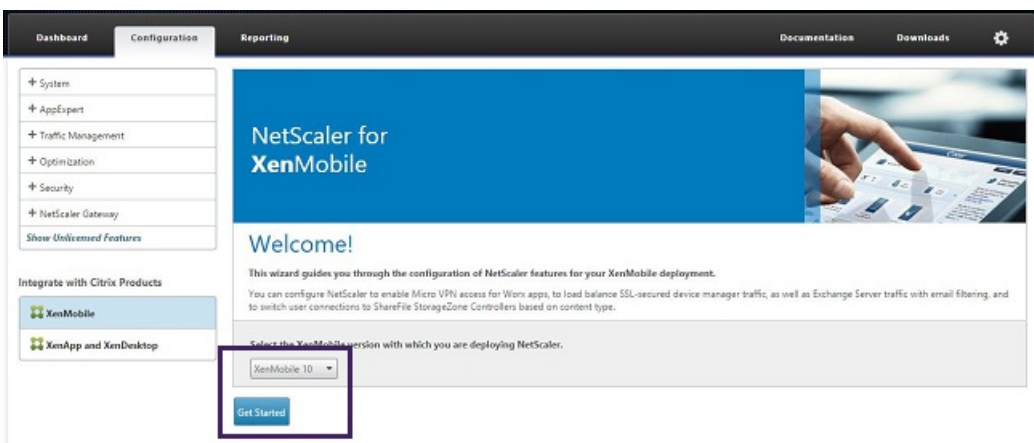 Dashboard Configuration Reporting Documentation Downloads
+ System
+ AppExpert
+ Traffic Management
+ Optimization
+ Security
+ NetScaler Gateway
Show Unlicensed Features
Integrate with Citrix Products
XenMobile
XenApp and XenDesktop
NetScaler for
XenMobile
Welcome!
This wizard guides you through the configuration of NetScaler features for your XenMobile deployment.
You can configure NetScaler to enable Micro VPN access for Worx apps, to load balance SSL-secured device manager traffic, as well as Exchange Server traffic with email filtering, and
to switch user connections to ShareFile StorageZone Controllers based on content type.
Select the XenMobile version with which you are deploying NetScaler.
XenMobile 10
Get Started